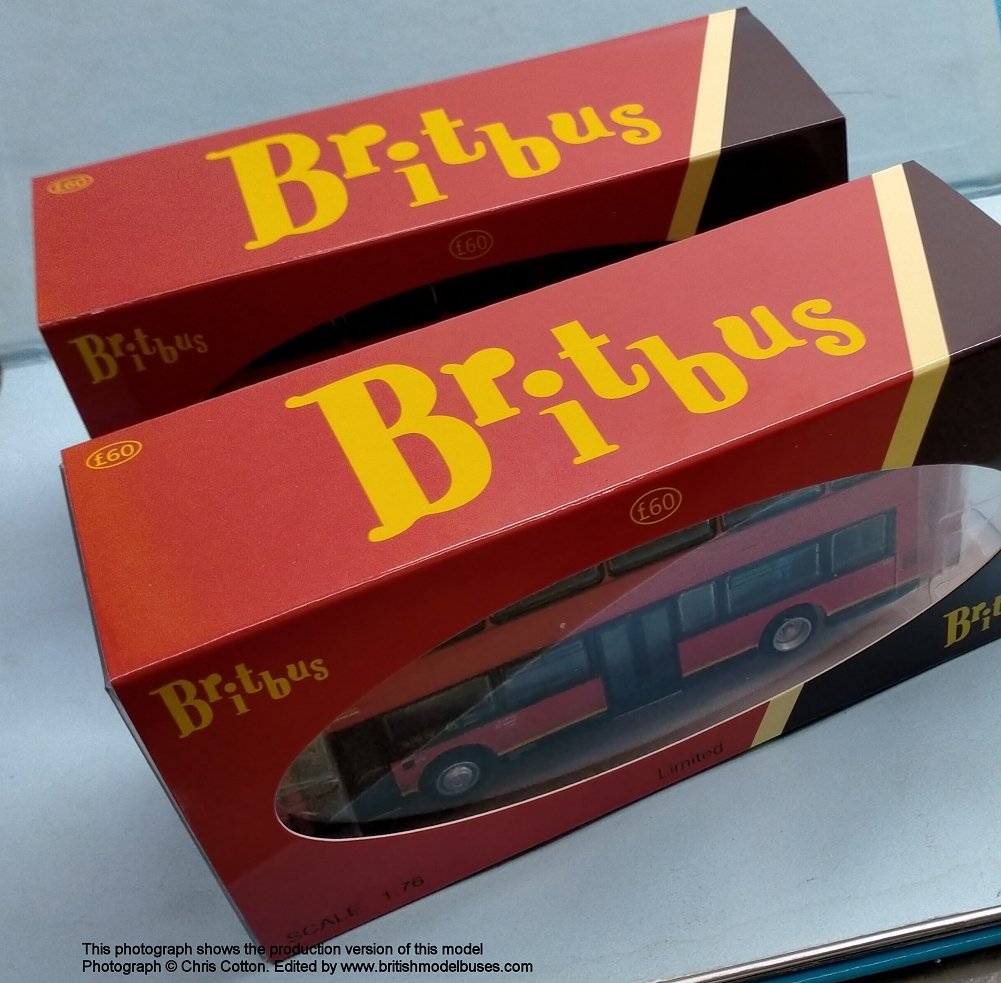 £60
Britbus
£60
Britbus
£60
Britbus
£60
Britbus
Brit
Limited
SCALE 1.76
This photograph shows the production version of this model
Photograph © Chris Cotton. Edited by www.britishmodelbuses.com